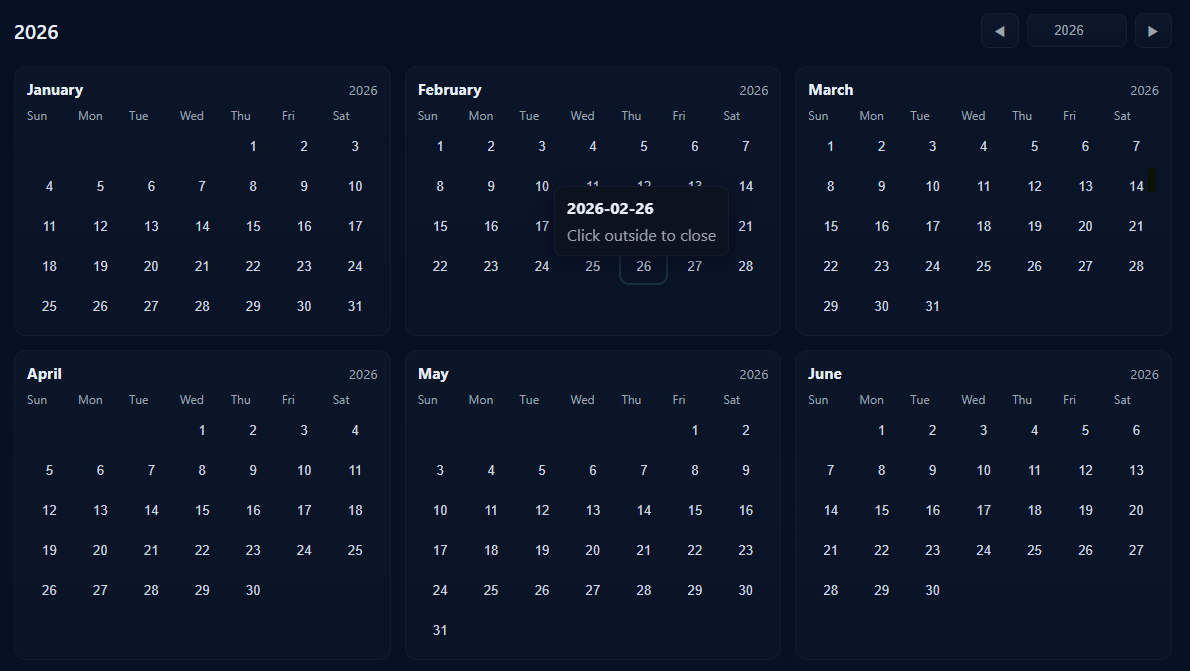 2026
◀ 2026 ▶
January 2026
Sun Mon Tue Wed Thu Fri Sat
1 2 3
4 5 6 7 8 9 10
11 12 13 14 15 16 17
18 19 20 21 22 23 24
25 26 27 28 29 30 31
February 2026
Sun Mon Tue Wed Thu Fri Sat
1 2 3 4 5 6 7
8 9 10 11 12 13 14
2026-02-26
Click outside to close
15 16 17 21
22 23 24 25 26 27 28
March 2026
Sun Mon Tue Wed Thu Fri Sat
1 2 3 4 5 6 7
8 9 10 11 12 13 14
15 16 17 18 19 20 21
22 23 24 25 26 27 28
29 30 31
April 2026
Sun Mon Tue Wed Thu Fri Sat
1 2 3 4
5 6 7 8 9 10 11
12 13 14 15 16 17 18
19 20 21 22 23 24 25
26 27 28 29 30
May 2026
Sun Mon Tue Wed Thu Fri Sat
1 2
3 4 5 6 7 8 9
10 11 12 13 14 15 16
17 18 19 20 21 22 23
24 25 26 27 28 29 30
31
June 2026
Sun Mon Tue Wed Thu Fri Sat
1 2 3 4 5 6
7 8 9 10 11 12 13
14 15 16 17 18 19 20
21 22 23 24 25 26 27
28 29 30